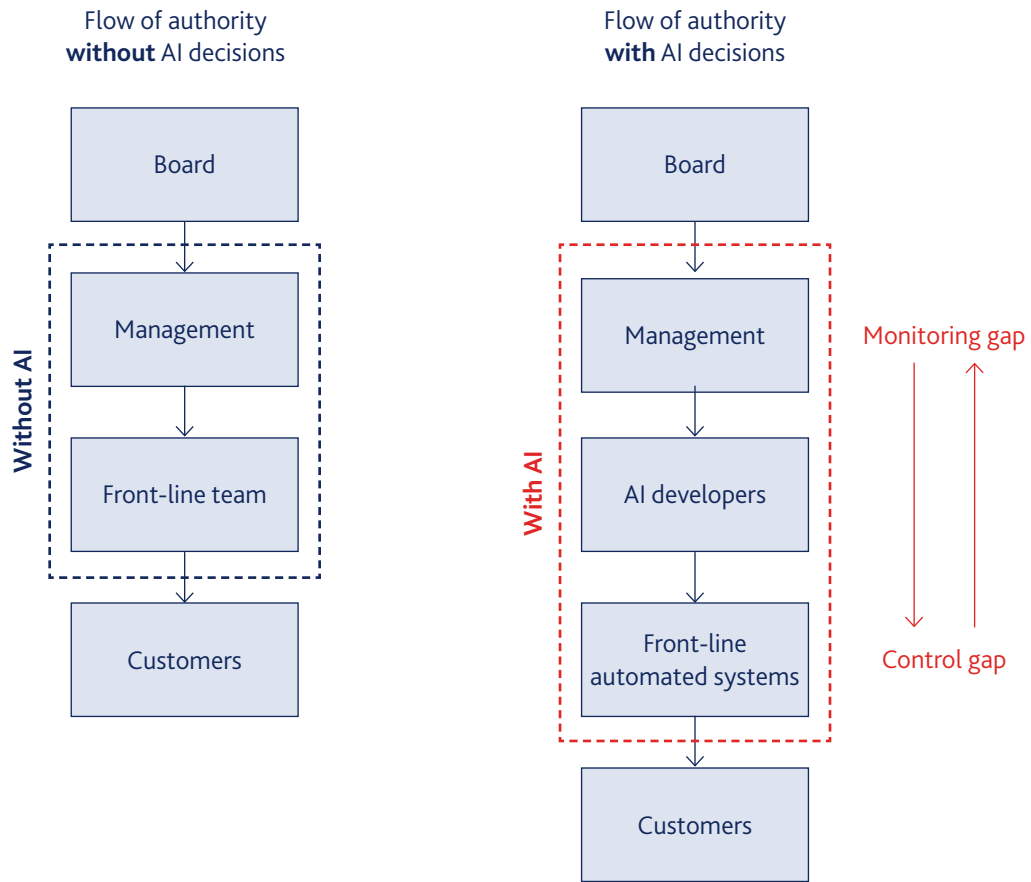 Flow of authority
without AI decisions
Board
Without AI
Management
Front-line team
Customers
Flow of authority
with AI decisions
Board
With AI
Management
AI developers
Front-line
automated systems
Customers
Monitoring gap
Control gap